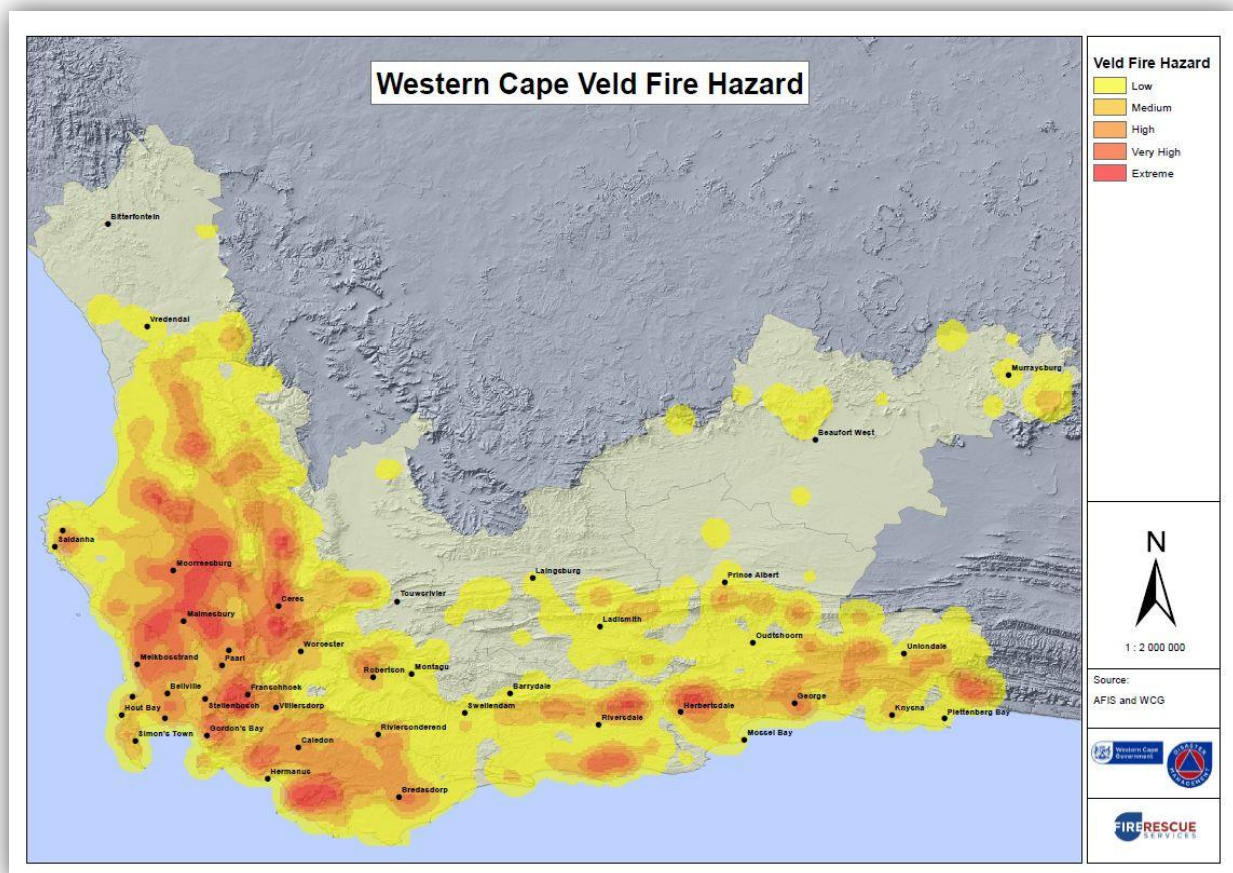 Western Cape Veld Fire Hazard
Veld Fire Hazard
Low
Medium
High
Very High
Extreme
Bitterfontein
Vredendal
Murraysburg
Beaufort West
Saldanha
Moorreesburg
Laingsburg
Prince Albert
Touwsrivier
Ceres
Malmesbury
Ladismith
Oudtshoorn
Worcester
Uniondale
Melkbosstrand
Paarl
Robertson
Montagu
Bellville
Franschhoek
Barrydale
Stellenbosch
Villiersdorp
Swellendam
Herbertsdale
George
Hout Bay
Knysna
Plettenberg Bay
Riversdale
Simon's Town
Gordon's Bay
Riviersonderend
Mossel Bay
Caledon
Hermanus
Bredasdorp
N
1 : 2 000 000
Source:
AFIS and WCG
Western Cape
Government
DISASTER
MANAGEMENT
FIRERESCUE
SERVICES